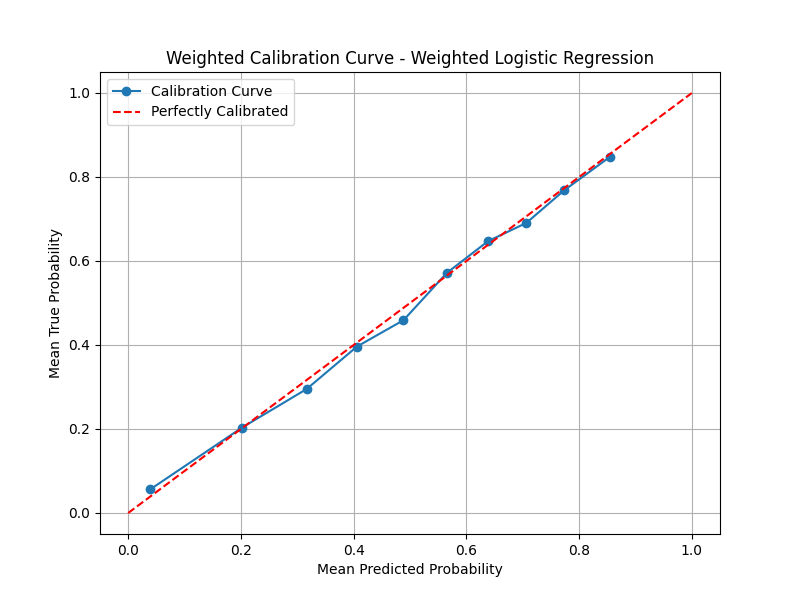 Weighted Calibration Curve - Weighted Logistic Regression
Calibration Curve
Perfectly Calibrated
Mean True Probability
1.0
0.8
0.6
0.4
0.2
0.0
0.0 0.2 0.4 0.6 0.8 1.0
Mean Predicted Probability